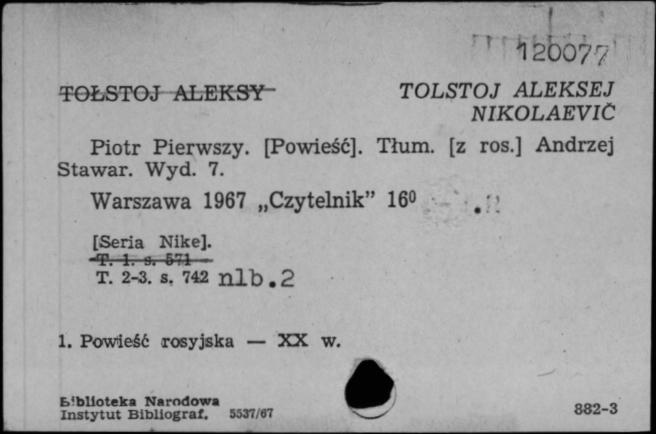 120077
TOŁSTOJ ALEKSY TOLSTOJ ALEKSEJ
NIKOLAEVIČ
Piotr Pierwszy. [Powieść]. Tłum. [z ros.] Andrzej
Stawar. Wyd. 7.
Warszawa 1967 „Czytelnik” 16⁰
[Seria Nike].
T. 1. s. 571
T. 2-3. s. 742 nlb.2
1. Powieść rosyjska — XX w.
Biblioteka Narodowa
Instytut Bibliograf. 5537/67
882-3